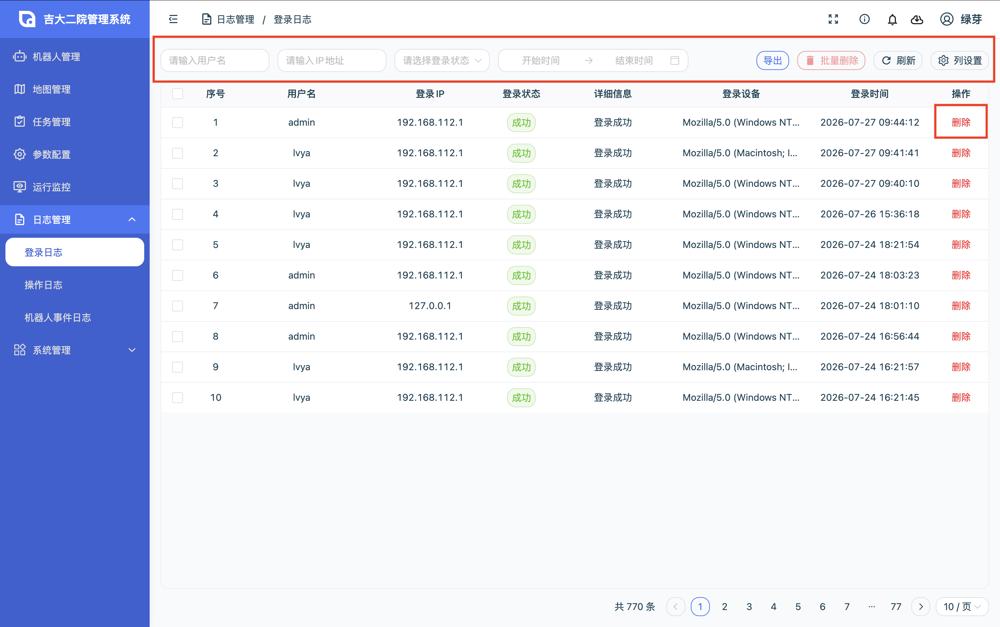 吉大二院管理系统
日志管理 / 登录日志
绿芽
机器人管理
地图管理
任务管理
参数配置
运行监控
日志管理
登录日志
操作日志
机器人事件日志
系统管理
请输入用户名 请输入IP地址 请选择登录状态 开始时间 结束时间 导出 批量删除 刷新 列设置
序号 用户名 登录IP 登录状态 详细信息 登录设备 登录时间 操作
1 admin 192.168.112.1 成功 登录成功 Mozilla/5.0 (Windows NT... 2026-07-27 09:44:12 删除
2 lvya 192.168.112.1 成功 登录成功 Mozilla/5.0 (Macintosh; I... 2026-07-27 09:41:41 删除
3 lvya 192.168.112.1 成功 登录成功 Mozilla/5.0 (Windows NT... 2026-07-27 09:40:10 删除
4 lvya 192.168.112.1 成功 登录成功 Mozilla/5.0 (Windows NT... 2026-07-26 15:36:18 删除
5 lvya 192.168.112.1 成功 登录成功 Mozilla/5.0 (Windows NT... 2026-07-24 18:21:54 删除
6 admin 192.168.112.1 成功 登录成功 Mozilla/5.0 (Windows NT... 2026-07-24 18:03:23 删除
7 admin 127.0.0.1 成功 登录成功 Mozilla/5.0 (Windows NT... 2026-07-24 18:01:10 删除
8 admin 192.168.112.1 成功 登录成功 Mozilla/5.0 (Windows NT... 2026-07-24 16:56:44 删除
9 lvya 192.168.112.1 成功 登录成功 Mozilla/5.0 (Macintosh; I... 2026-07-24 16:21:57 删除
10 lvya 192.168.112.1 成功 登录成功 Mozilla/5.0 (Windows NT... 2026-07-24 16:21:45 删除
共 770 条 1 2 3 4 5 6 7 ··· 77 10 / 页